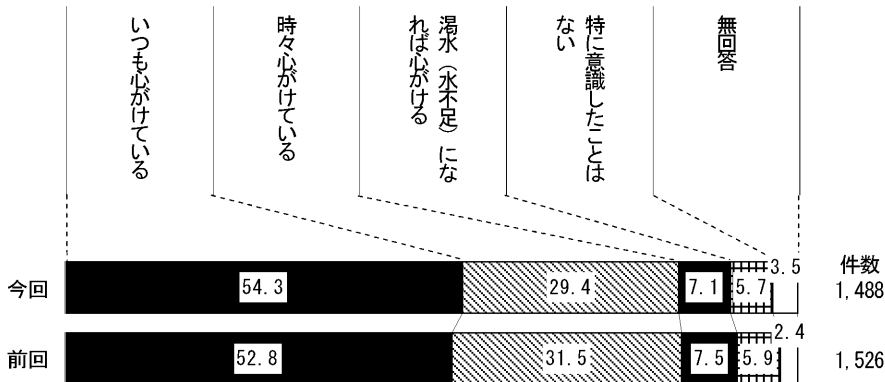 いつも心がけている
時々心がけている
渇水（水不足）にな
れば心がける
特に意識したことは
ない
無回答
件数
今回
54.3
29.4
7.1
5.7
3.5
1,488
前回
52.8
31.5
7.5
5.9
2.4
1,526